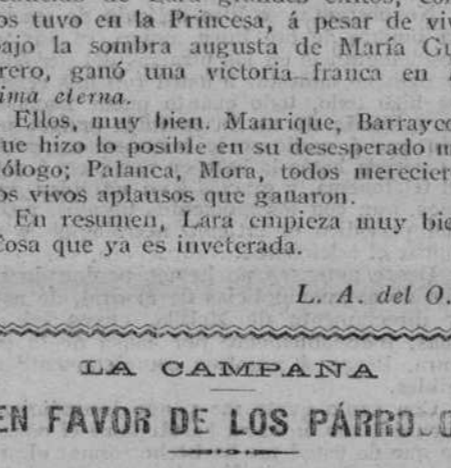 os tuvo en la Princesa, á pesar de viv
bajo la sombra augusta de María Gu
rrero, ganó una victoria franca en
ima eterna.
Ellos, muy bien. Manrique, Barrayco
ue hizo lo posible en su desesperado m
ólogo; Palanca, Mora, todos merecier
os vivos aplausos que ganaron.
En resumen, Lara empieza muy bie
Cosa que ya es inveterada.
L. A. del O.
LA CAMPAÑA
EN FAVOR DE LOS PÁRRO